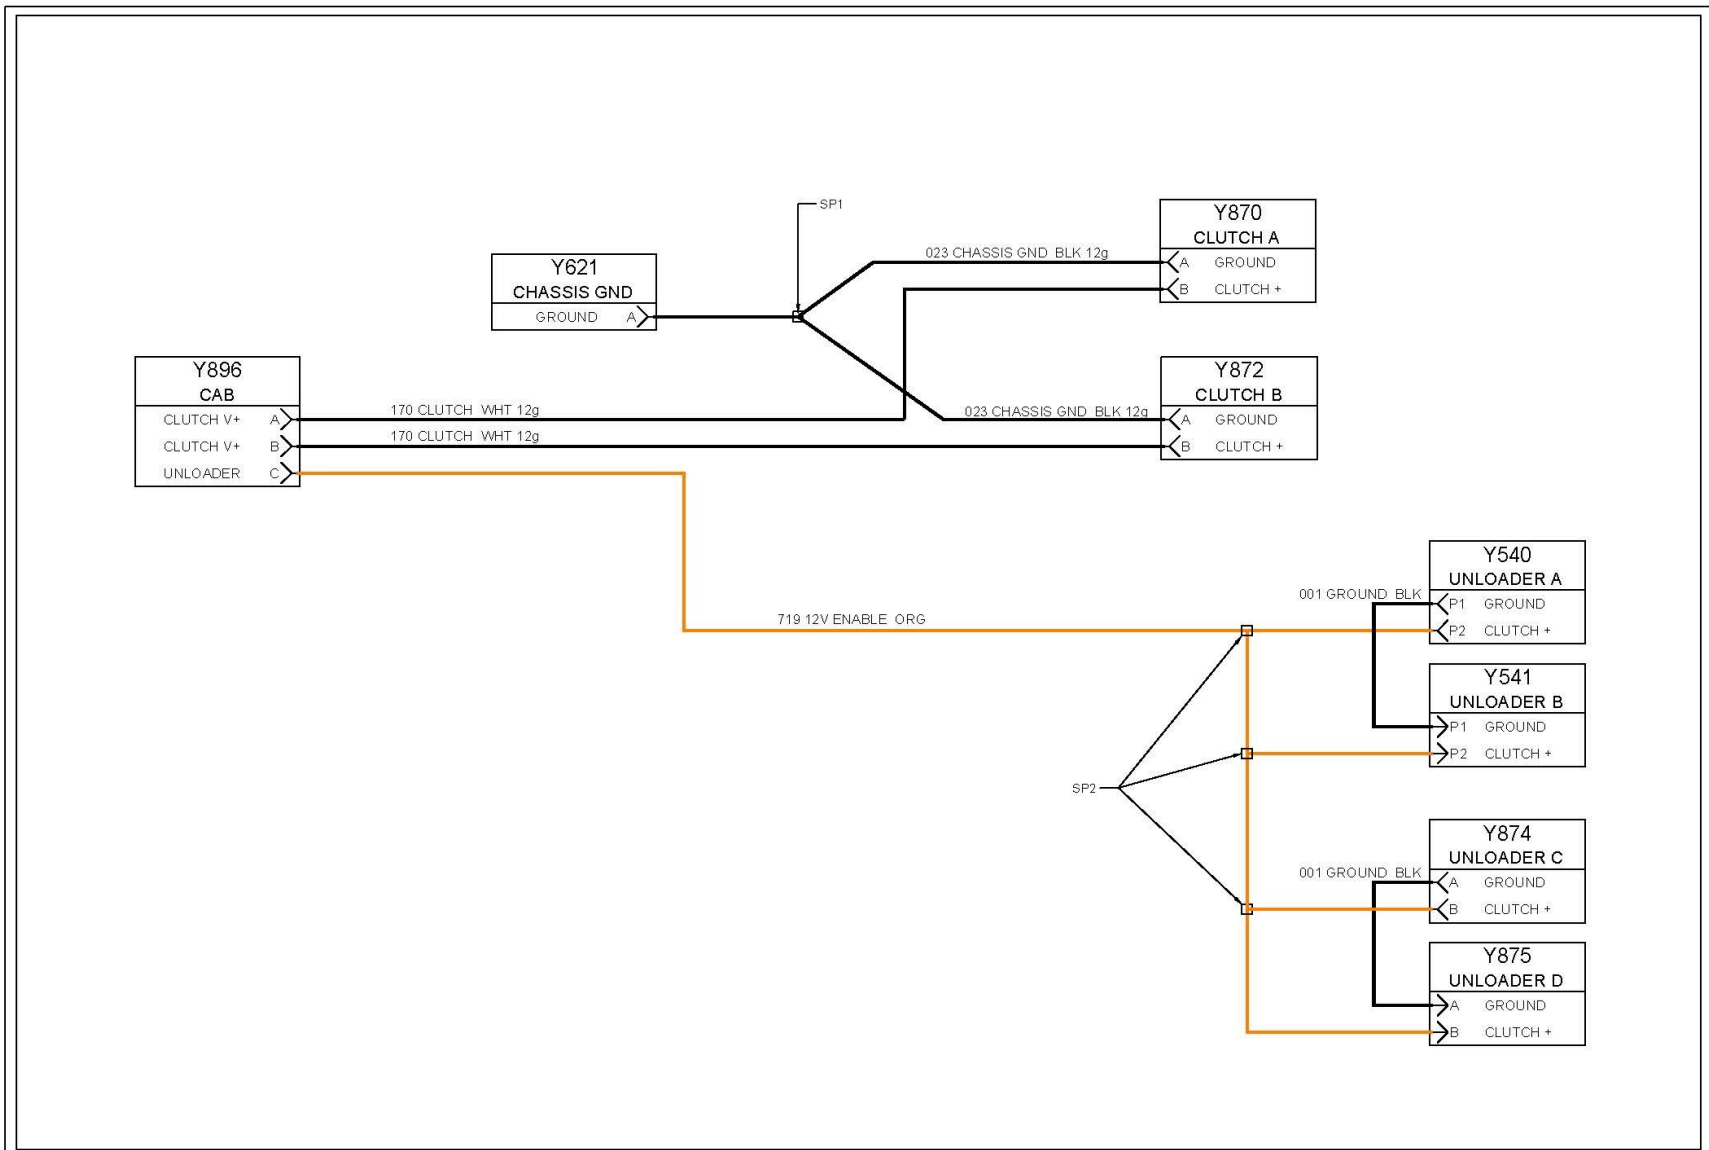 SP1
Y870
CLUTCH A
023 CHASSIS GND BLK 12g
A GROUND
B CLUTCH +
Y621
CHASSIS GND
GROUND A
Y896
CAB
CLUTCH V+ A
CLUTCH V+ B
UNLOADER C
170 CLUTCH WHT 12g
170 CLUTCH WHT 12g
Y872
CLUTCH B
023 CHASSIS GND BLK 12g
A GROUND
B CLUTCH +
719 12V ENABLE ORG
Y540
UNLOADER A
001 GROUND BLK
P1 GROUND
P2 CLUTCH +
Y541
UNLOADER B
P1 GROUND
P2 CLUTCH +
SP2
Y874
UNLOADER C
001 GROUND BLK
A GROUND
B CLUTCH +
Y875
UNLOADER D
A GROUND
B CLUTCH +